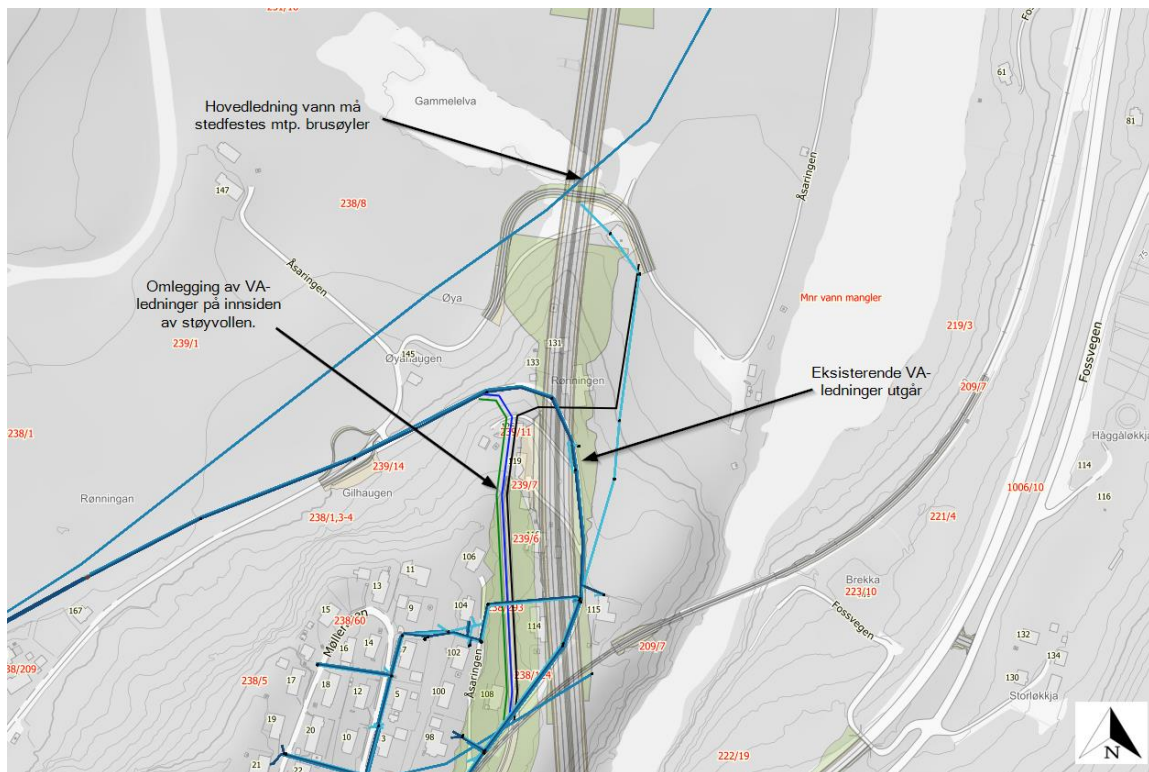 Gammelelva
Hovedledning vann må
stedfestes mtp. brusøyler
61
81
Åsaringen
147
238/8
Åsaringen
75
Omlegging av VA-
ledninger på innsiden
av støyvollen.
Øya
Mnr vann mangler
219/3
Fossvegen
239/1
145
Øyahaugen
131
133
Rønningen
Eksisterende VA-
ledninger utgår
209/7
238/1
239/11
Håggåløkkja
239/14
119
114
Rønningan
Gilhaugen
239/7
1006/10
116
238/1,3-4
221/4
239/6
106
11
13
Brekka
223/10
167
15
9
104
115
238/60
Fossvegen
16
14
7
114
132
209/7
102
134
238/5
17
18
12
5
100
Åsaringen
108
130
Storløkkja
19
20
10
3
98
222/19
21
22
N